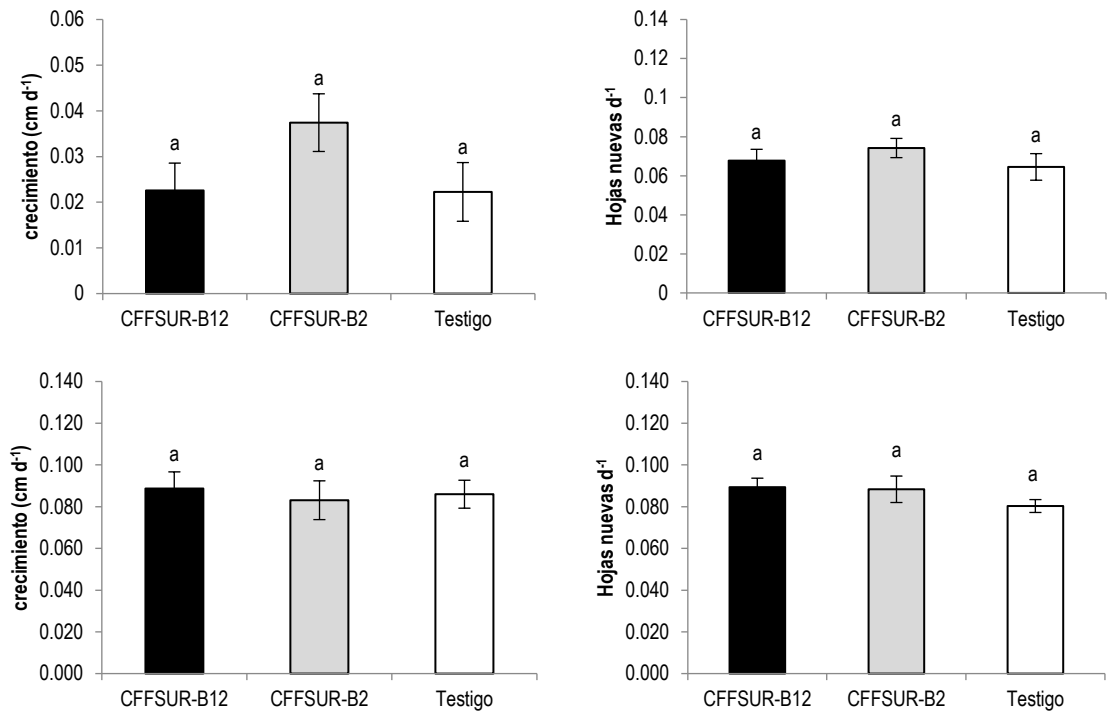 crecimiento (cm d-1)
0.06
0.05
0.04
0.03
0.02
0.01
0
a
a
a
CFFSUR-B12 CFFSUR-B2 Testigo
Hojas nuevas d-1
0.14
0.12
0.1
0.08
0.06
0.04
0.02
0
a
a
a
CFFSUR-B12 CFFSUR-B2 Testigo
crecimiento (cm d-1)
0.140
0.120
0.100
0.080
0.060
0.040
0.020
0.000
a
a
a
CFFSUR-B12 CFFSUR-B2 Testigo
Hojas nuevas d-1
0.140
0.120
0.100
0.080
0.060
0.040
0.020
0.000
a
a
a
CFFSUR-B12 CFFSUR-B2 Testigo